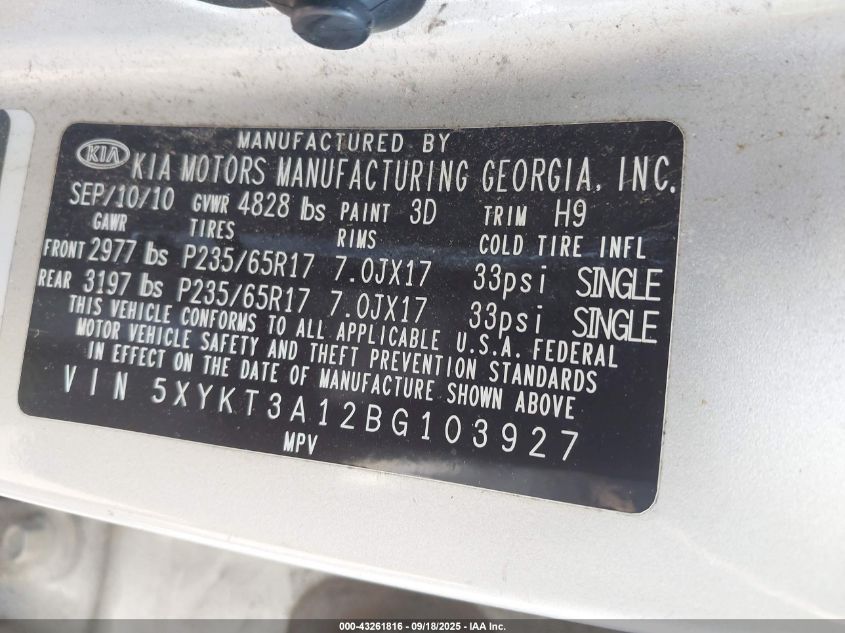 MANUFACTURED BY
KIA KIA MOTORS MANUFACTURING GEORGIA, INC.
SEP/10/10 GVWR 4828 lbs PAINT 3D TRIM H9
GAWR TIRES RIMS COLD TIRE INFL
FRONT 2977 lbs P235/65R17 7.0JX17 33psi SINGLE
REAR 3197 lbs P235/65R17 7.0JX17 33psi SINGLE
THIS VEHICLE CONFORMS TO ALL APPLICABLE U.S.A. FEDERAL
MOTOR VEHICLE SAFETY AND THEFT PREVENTION STANDARDS
IN EFFECT ON THE DATE OF MANUFACTURE SHOWN ABOVE
VIN 5XYKT3A12BG103927
MPV
000-43261816 - 09/18/2025 - IAA Inc.